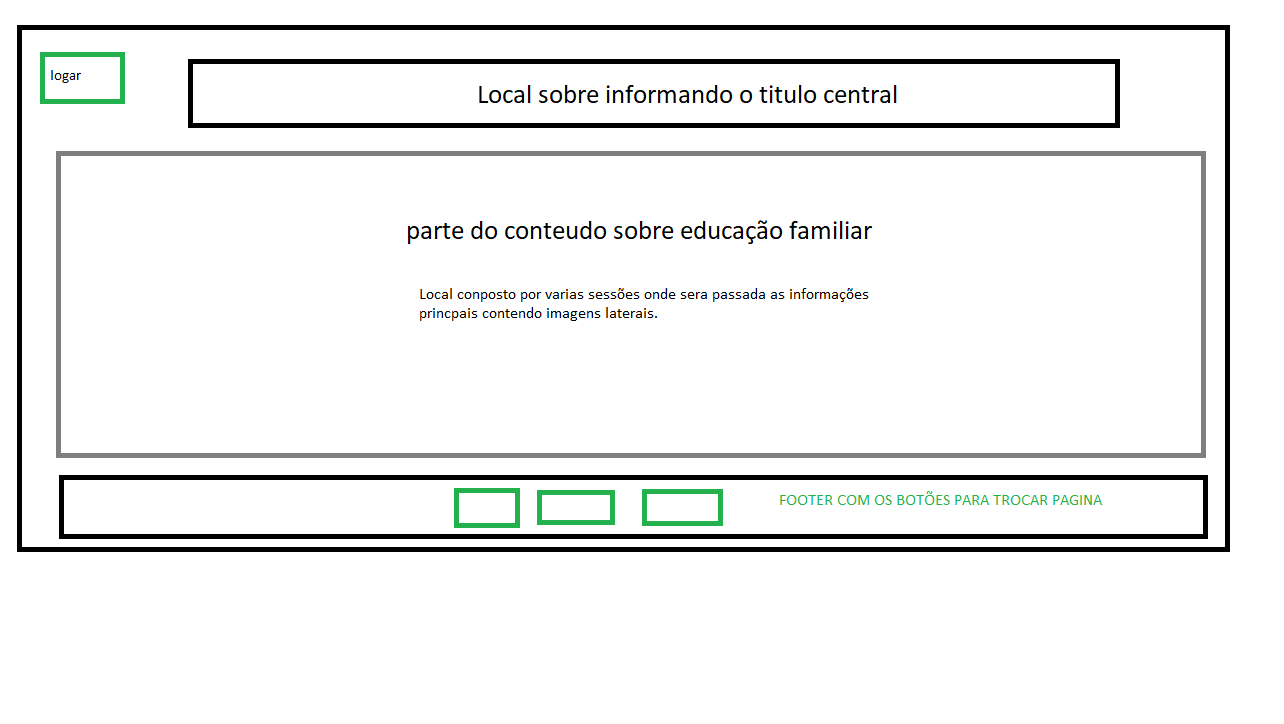 logar
Local sobre informando o titulo central
parte do conteudo sobre educação familiar
Local conposto por varias sessões onde sera passada as informações
princpais contendo imagens laterais.
FOOTER COM OS BOTÕES PARA TROCAR PAGINA